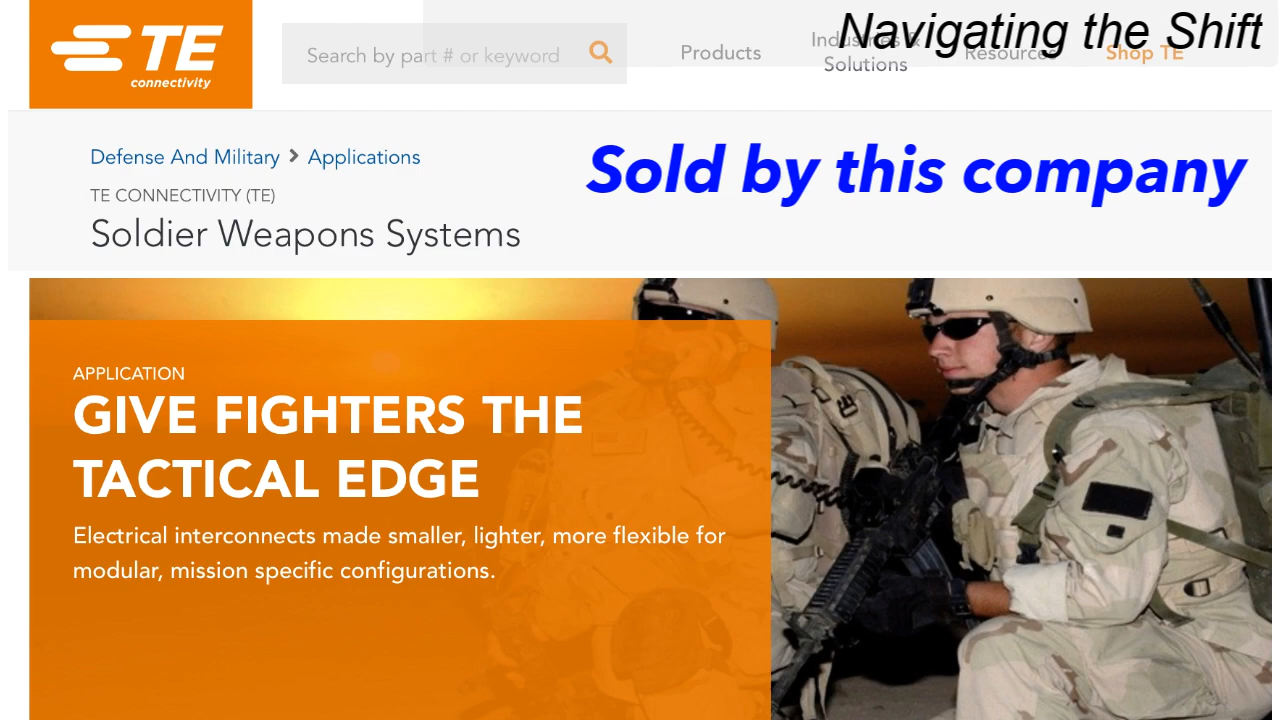 TE
connectivity
Search by part # or keyword
Products
Industries &
Solutions
Resources
Shop TE
Navigating the Shift
Defense And Military > Applications
TE CONNECTIVITY (TE)
Soldier Weapons Systems
Sold by this company
APPLICATION
GIVE FIGHTERS THE
TACTICAL EDGE
Electrical interconnects made smaller, lighter, more flexible for
modular, mission specific configurations.